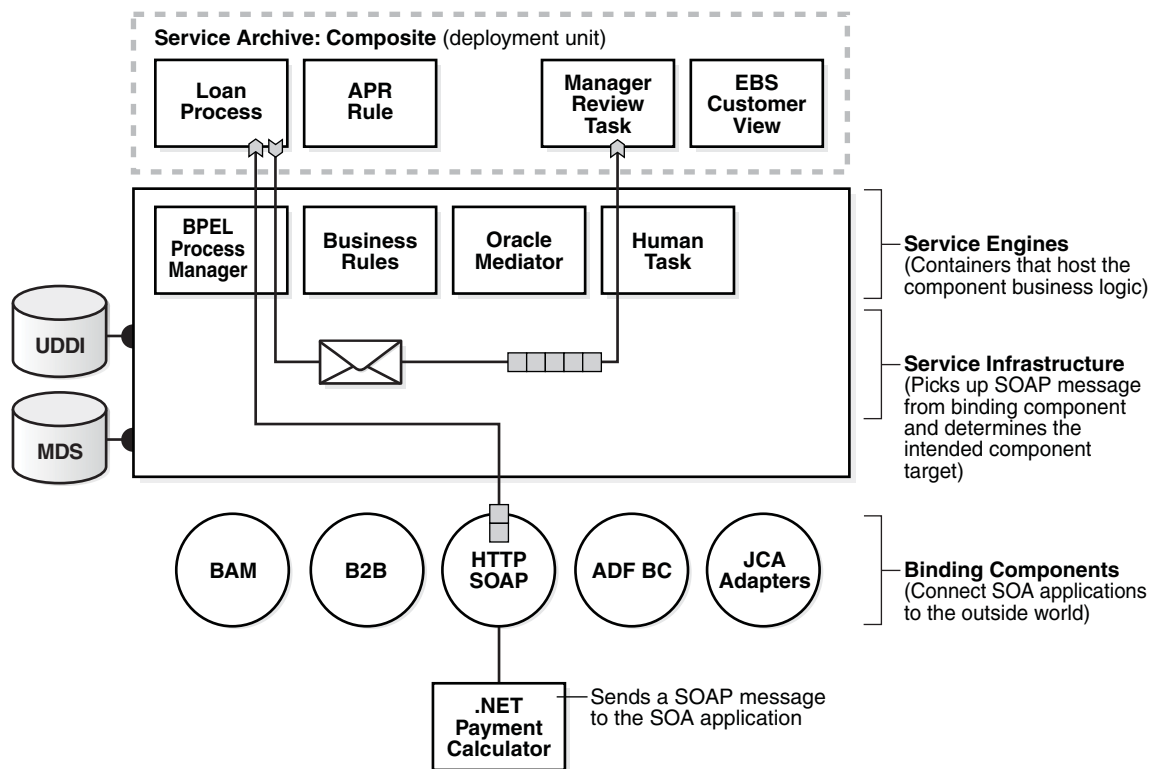 Service Archive: Composite (deployment unit)
Loan
Process
APR
Rule
Manager
Review
Task
EBS
Customer
View
BPEL
Process
Manager
Business
Rules
Oracle
Mediator
Human
Task
Service Engines
(Containers that host the
component business logic)
UDDI
MDS
Service Infrastructure
(Picks up SOAP message
from binding component
and determines the
intended component
target)
BAM
B2B
HTTP
SOAP
ADF BC
JCA
Adapters
Binding Components
(Connect SOA applications
to the outside world)
.NET
Payment
Calculator
Sends a SOAP message
to the SOA application